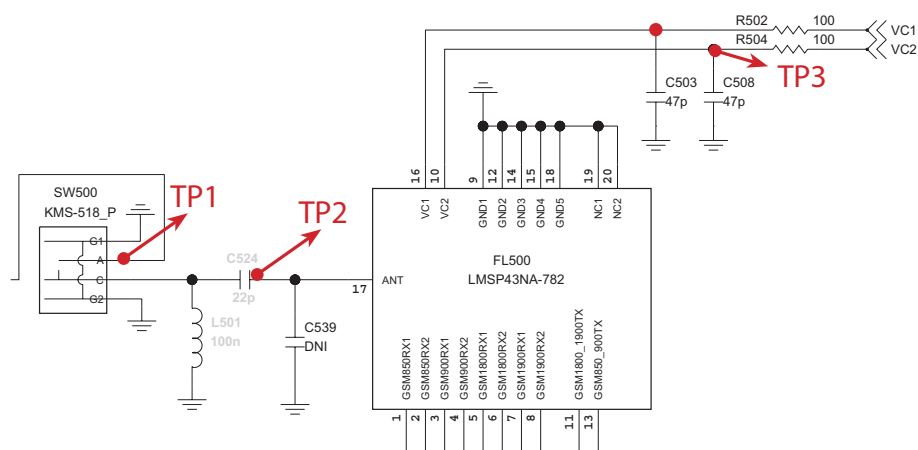 R502 100 VC1
R504 100 VC2
TP3
C503 C508
47p 47p
16 10 9 12 14 15 18 19 20
SW500
KMS-518_P
TP1
TP2
VC1 VC2 GND1 GND2 GND3 GND4 GND5 NC1 NC2
G1
A
C
G2
C524
22p
17 ANT
FL500
LMSP43NA-782
L501
100n
C539
DNI
GSM850RX1 GSM850RX2 GSM900RX1 GSM900RX2 GSM1800RX1 GSM1800RX2 GSM1900RX1 GSM1900RX2 GSM1800_1900TX GSM850_900TX
1 2 3 4 5 6 7 8 11 13